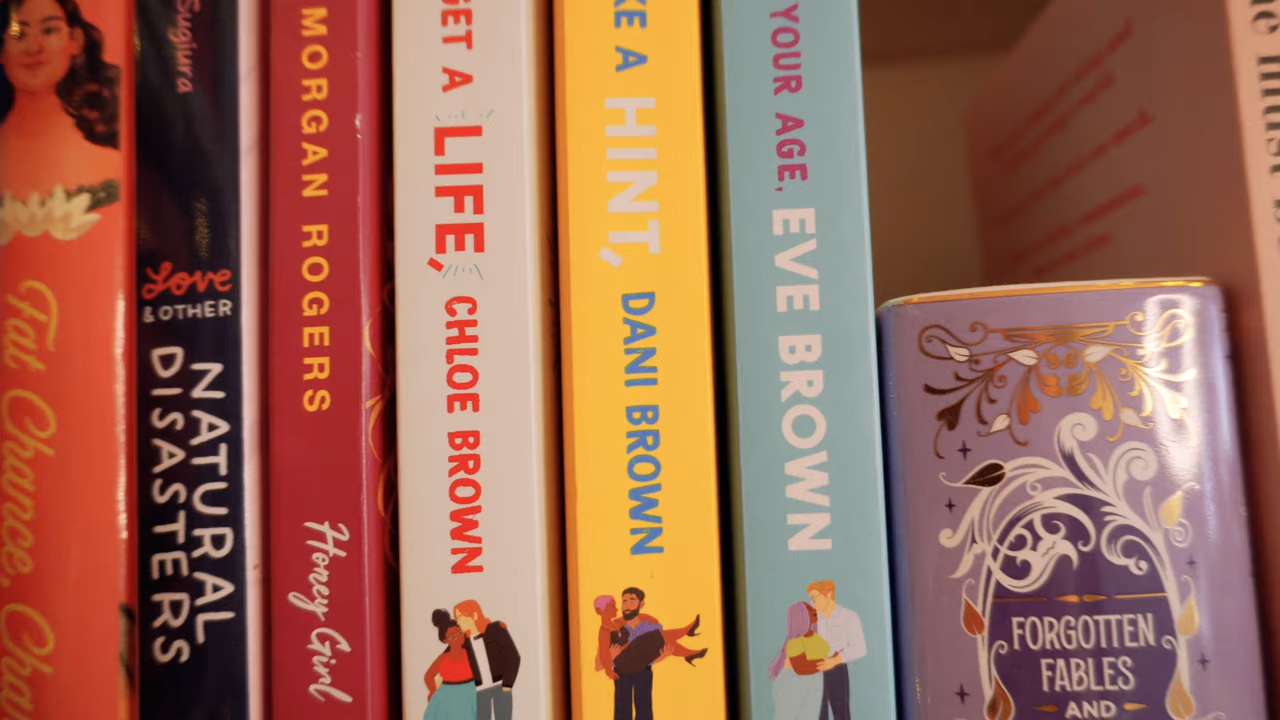 Fat Chance,
Sugiura
Love
& OTHER
NATURAL
DISASTERS
MORGAN ROGERS
Honey Girl
GET A
LIFE,
CHLOE BROWN
A
HINT,
DANI BROWN
YOUR AGE,
EVE BROWN
FORGOTTEN
FABLES
AND